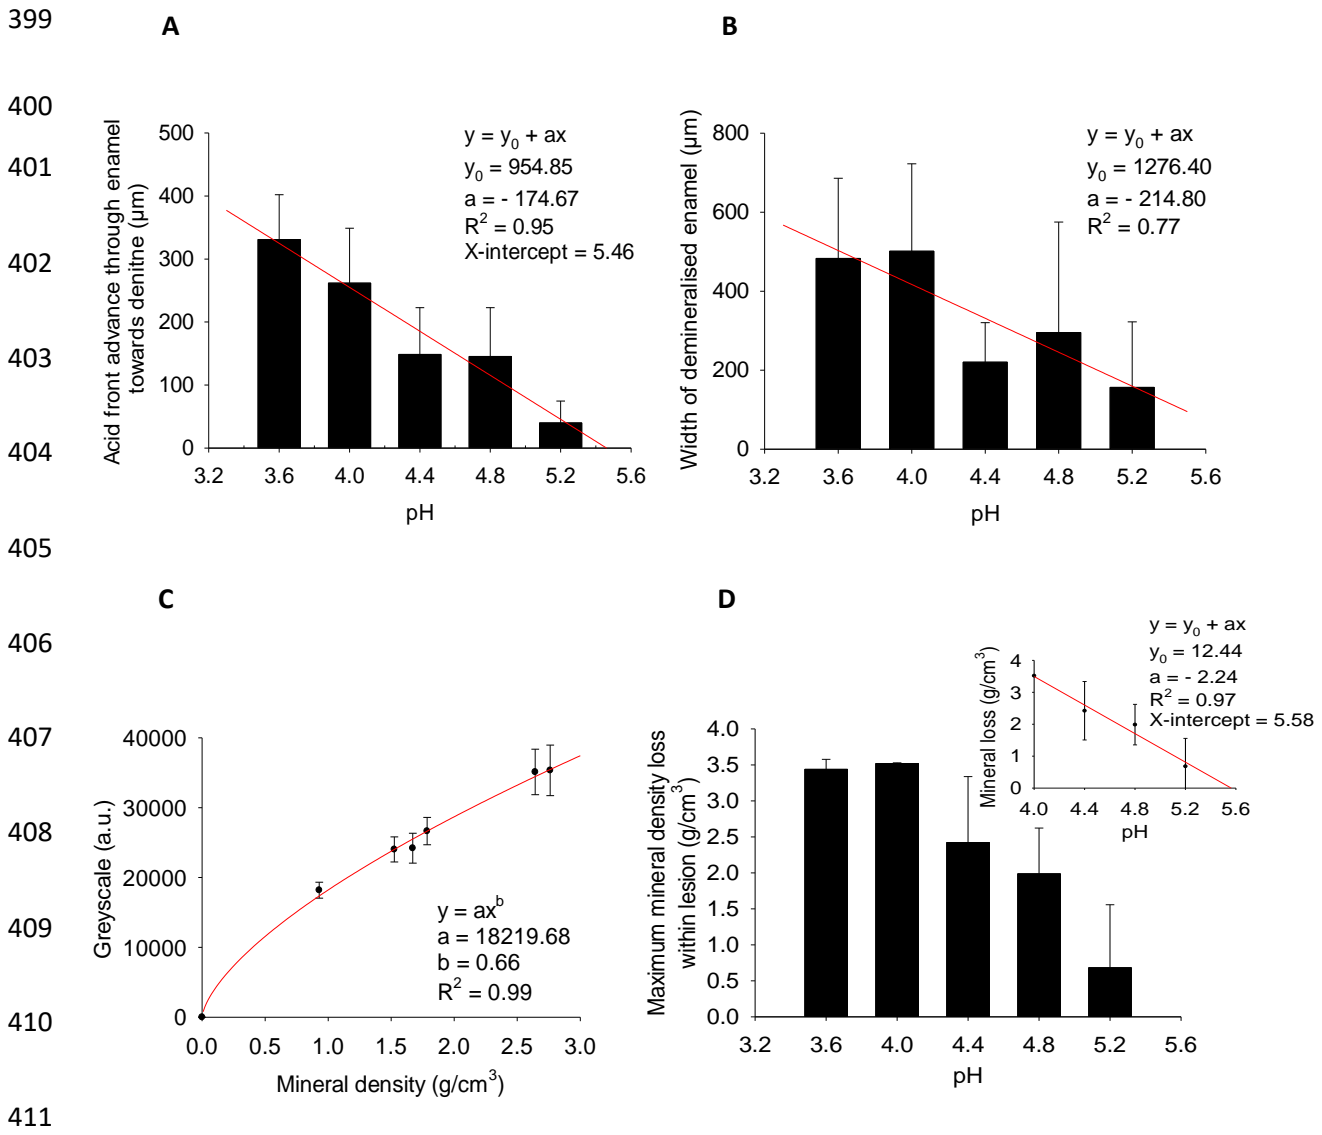 399
A
B
400
401
402
403
404
500
400
300
200
100
0
3.2 3.6 4.0 4.4 4.8 5.2 5.6
pH
Acid front advance through enamel
towards denitne (µm)
y = y0 + ax
y0 = 954.85
a = - 174.67
R2 = 0.95
X-intercept = 5.46
800
600
400
200
0
3.2 3.6 4.0 4.4 4.8 5.2 5.6
pH
Width of demineralised enamel (µm)
y = y0 + ax
y0 = 1276.40
a = - 214.80
R2 = 0.77
405
C
D
406
407
408
409
410
40000
30000
20000
10000
0
0.0 0.5 1.0 1.5 2.0 2.5 3.0
Mineral density (g/cm3)
Greyscale (a.u.)
y = axb
a = 18219.68
b = 0.66
R2 = 0.99
4.0
3.5
3.0
2.5
2.0
1.5
1.0
0.5
0.0
3.2 3.6 4.0 4.4 4.8 5.2 5.6
pH
Maximum mineral density loss
within lesion (g/cm3)
y = y0 + ax
y0 = 12.44
a = - 2.24
R2 = 0.97
X-intercept = 5.58
4
3
2
1
0
4.0 4.4 4.8 5.2 5.6
pH
Mineral loss (g/cm3)
411